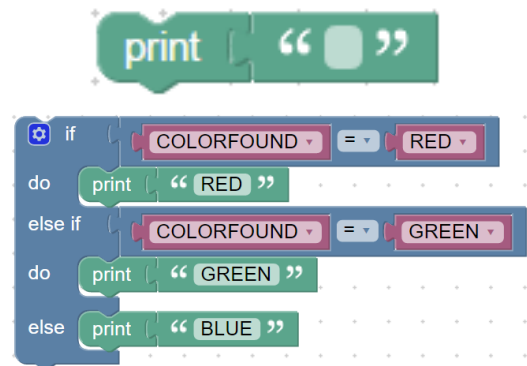 print “ ”
if COLORFOUND = RED
do print “ RED ”
else if COLORFOUND = GREEN
do print “ GREEN ”
else print “ BLUE ”